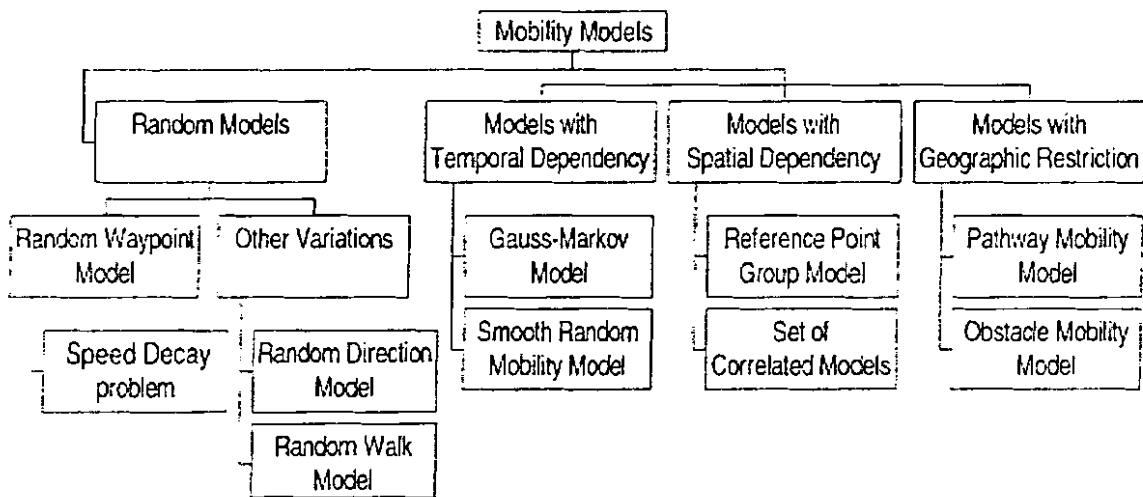 Mobility Models
Random Models
Models with
Temporal Dependency
Models with
Spatial Dependency
Models with
Geographic Restriction
Random Waypoint
Model
Other Variations
Gauss-Markov
Model
Reference Point
Group Model
Pathway Mobility
Model
Speed Decay
problem
Random Direction
Model
Smooth Random
Mobility Model
Set of
Correlated Models
Obstacle Mobility
Model
Random Walk
Model